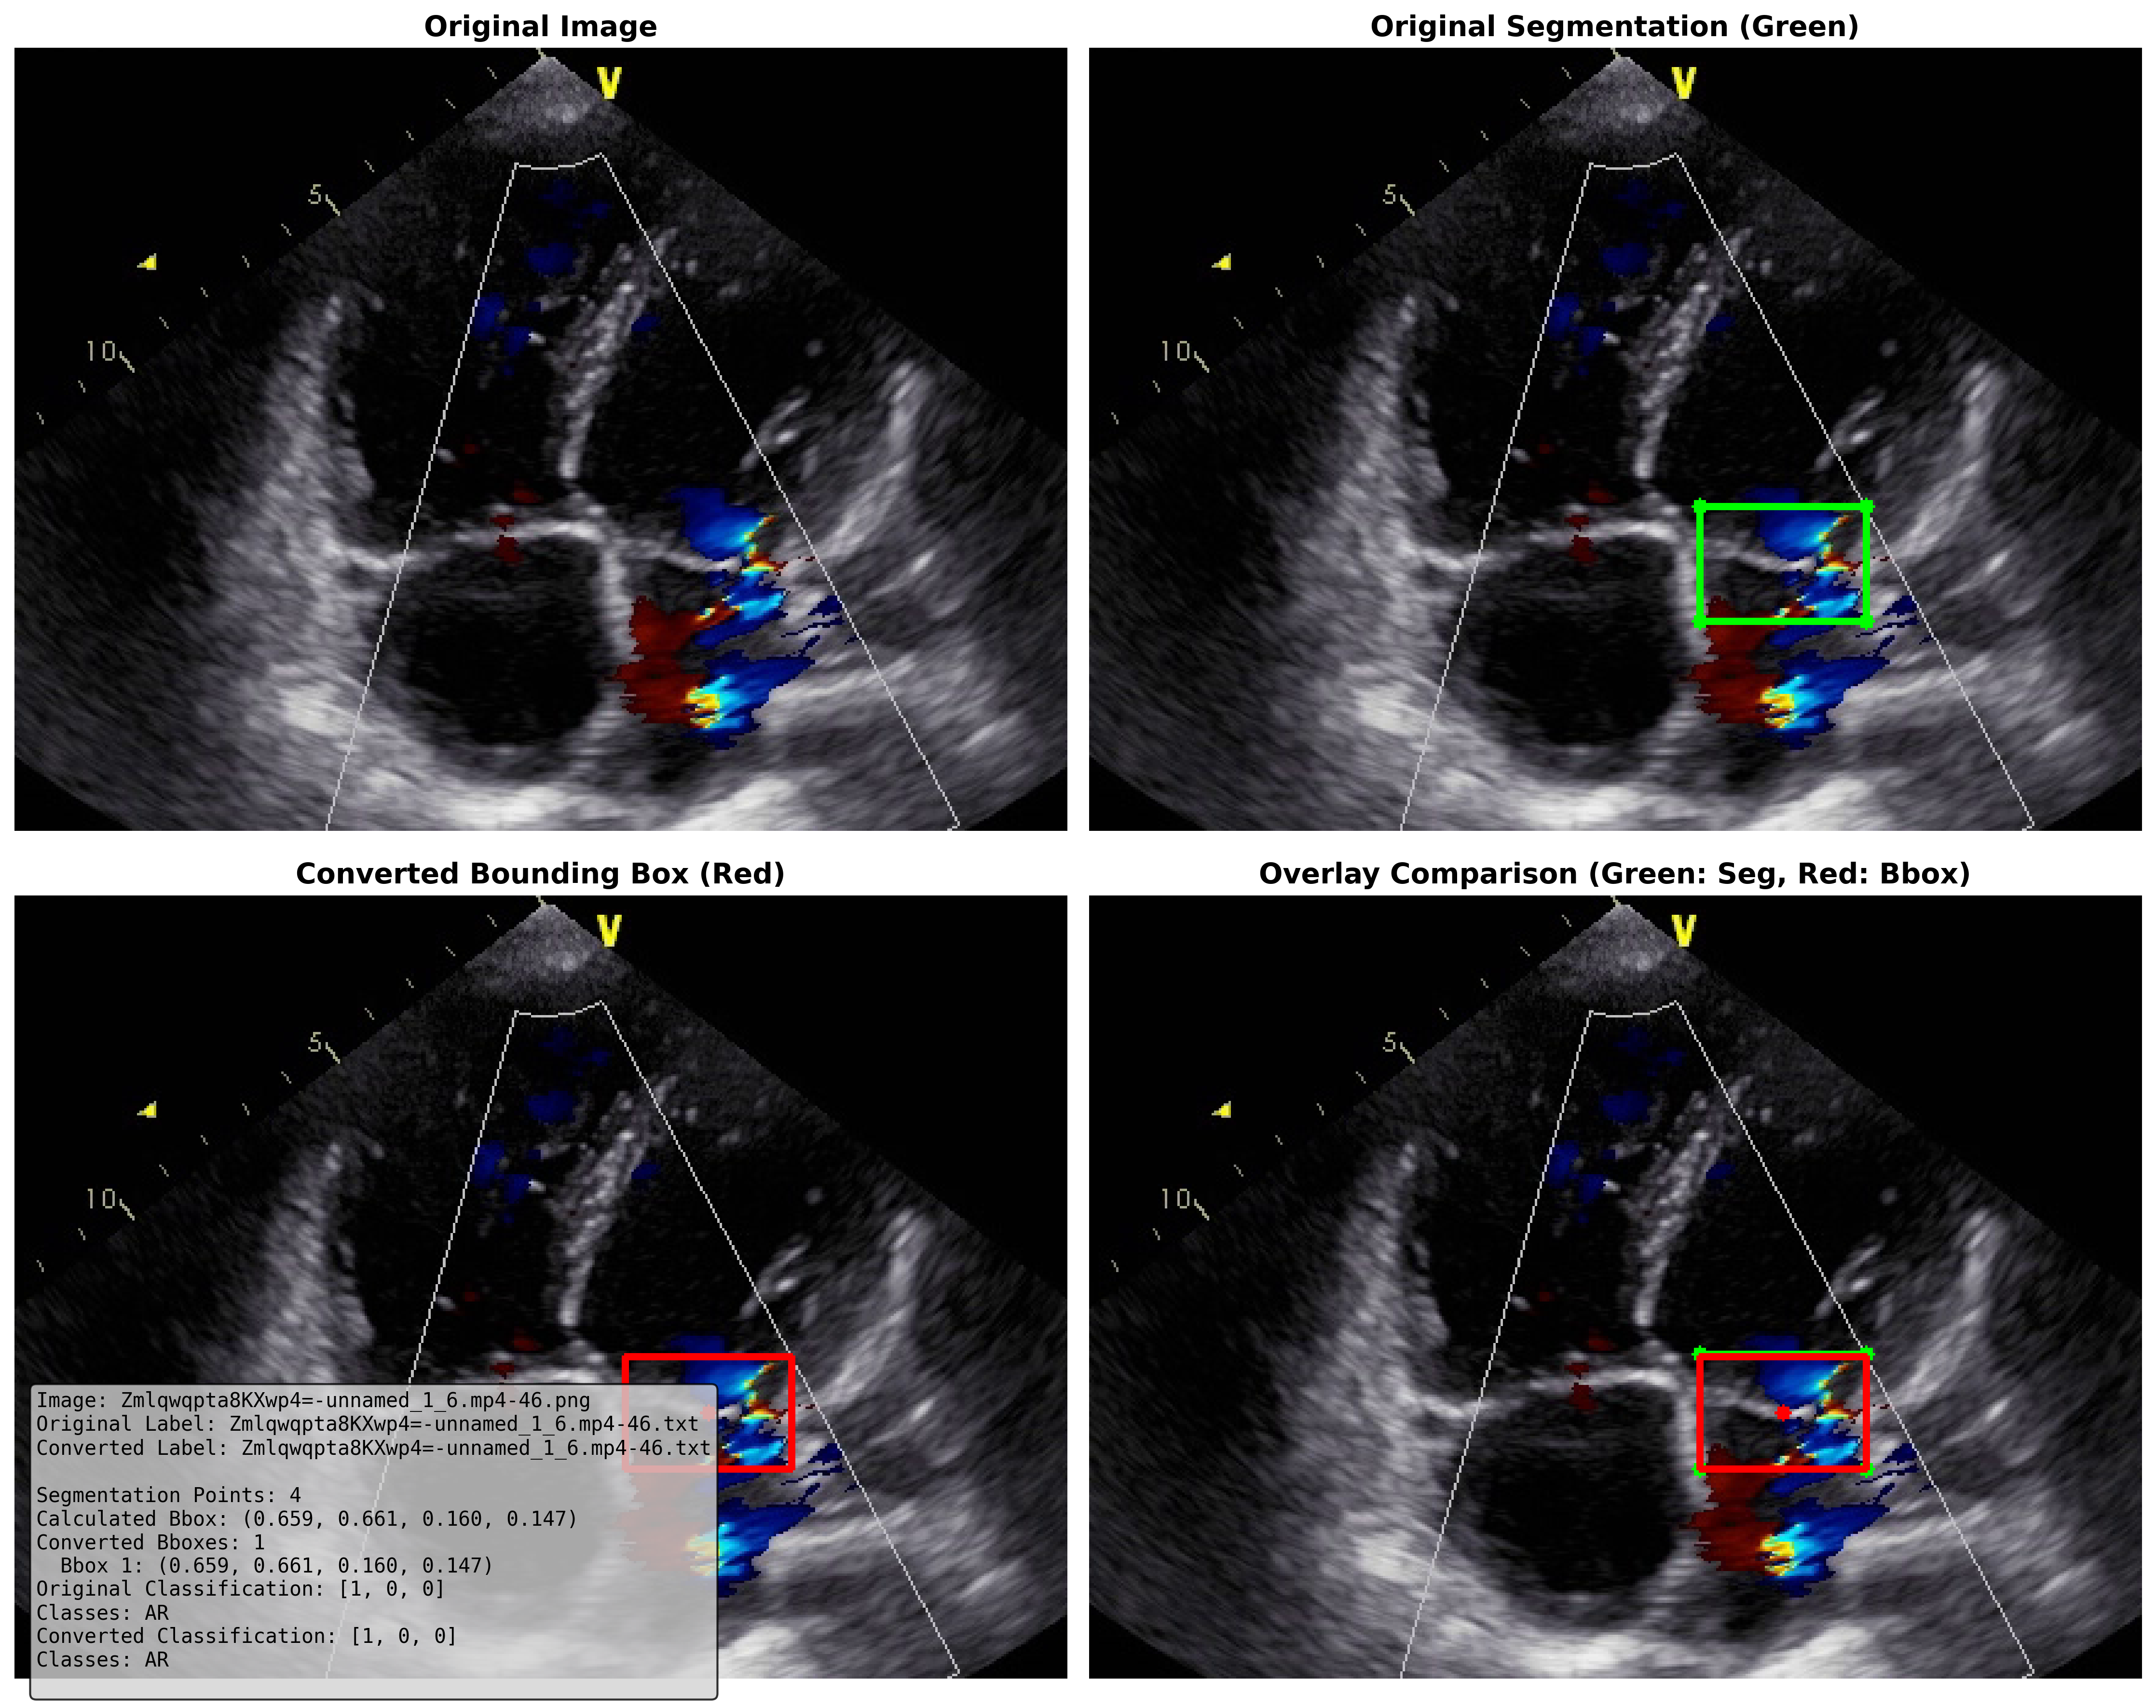 Original Image
Original Segmentation (Green)
V
5
10
V
5
10
Converted Bounding Box (Red)
Overlay Comparison (Green: Seg, Red: Bbox)
V
5
10
V
5
10
Image: Zmlqwqpta8KXwp4=-unnamed_1_6.mp4-46.png
Original Label: Zmlqwqpta8KXwp4=-unnamed_1_6.mp4-46.txt
Converted Label: Zmlqwqpta8KXwp4=-unnamed_1_6.mp4-46.txt
Segmentation Points: 4
Calculated Bbox: (0.659, 0.661, 0.160, 0.147)
Converted Bboxes: 1
Bbox 1: (0.659, 0.661, 0.160, 0.147)
Original Classification: [1, 0, 0]
Classes: AR
Converted Classification: [1, 0, 0]
Classes: AR